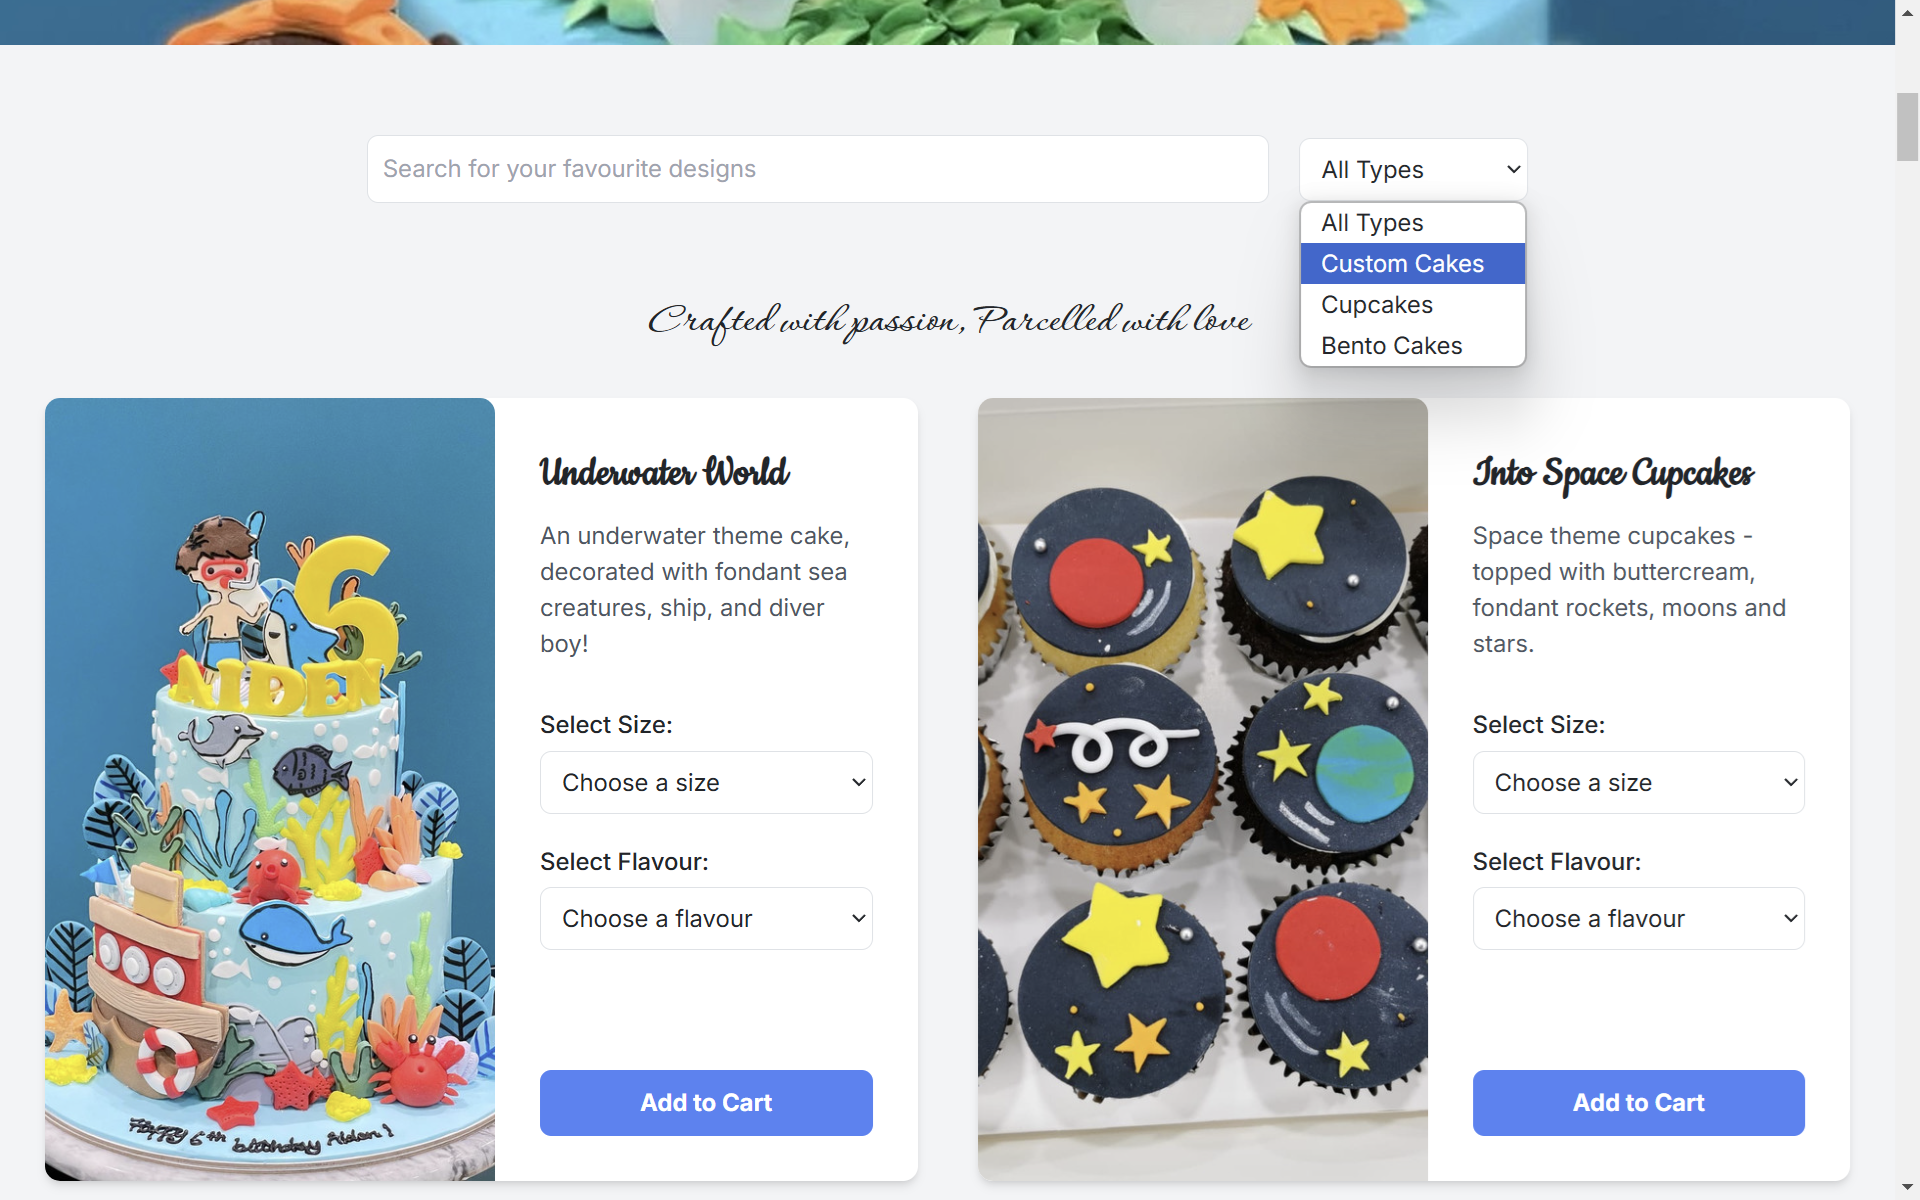 Search for your favourite designs
All Types
All Types
Custom Cakes
Cupcakes
Bento Cakes
Crafted with passion, Parcelled with love
6
AIDEN
Happy 6th birthday Aiden!
Underwater World
An underwater theme cake,
decorated with fondant sea
creatures, ship, and diver
boy!
Select Size:
Choose a size
Select Flavour:
Choose a flavour
Add to Cart
Into Space Cupcakes
Space theme cupcakes -
topped with buttercream,
fondant rockets, moons and
stars.
Select Size:
Choose a size
Select Flavour:
Choose a flavour
Add to Cart